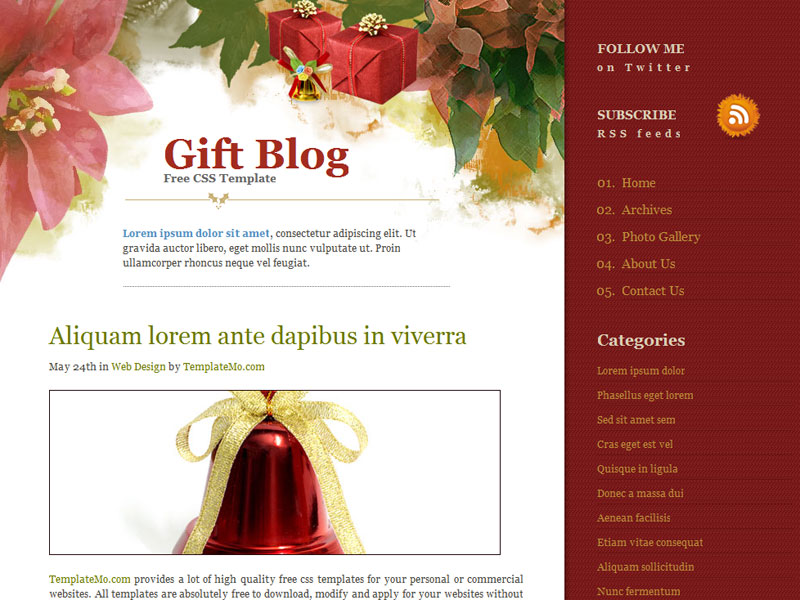 Gift Blog
Free CSS Template
Lorem ipsum dolor sit amet, consectetur adipiscing elit. Ut
gravida auctor libero, eget mollis nunc vulputate ut. Proin
ullamcorper rhoncus neque vel feugiat.
Aliquam lorem ante dapibus in viverra
May 24th in Web Design by TemplateMo.com
TemplateMo.com provides a lot of high quality free css templates for your personal or commercial
websites. All templates are absolutely free to download, modify and apply for your websites without
FOLLOW ME
on Twitter
SUBSCRIBE
RSS feeds
01. Home
02. Archives
03. Photo Gallery
04. About Us
05. Contact Us
Categories
Lorem ipsum dolor
Phasellus eget lorem
Sed sit amet sem
Cras eget est vel
Quisque in ligula
Donec a massa dui
Aenean facilisis
Etiam vitae consequat
Aliquam sollicitudin
Nunc fermentum